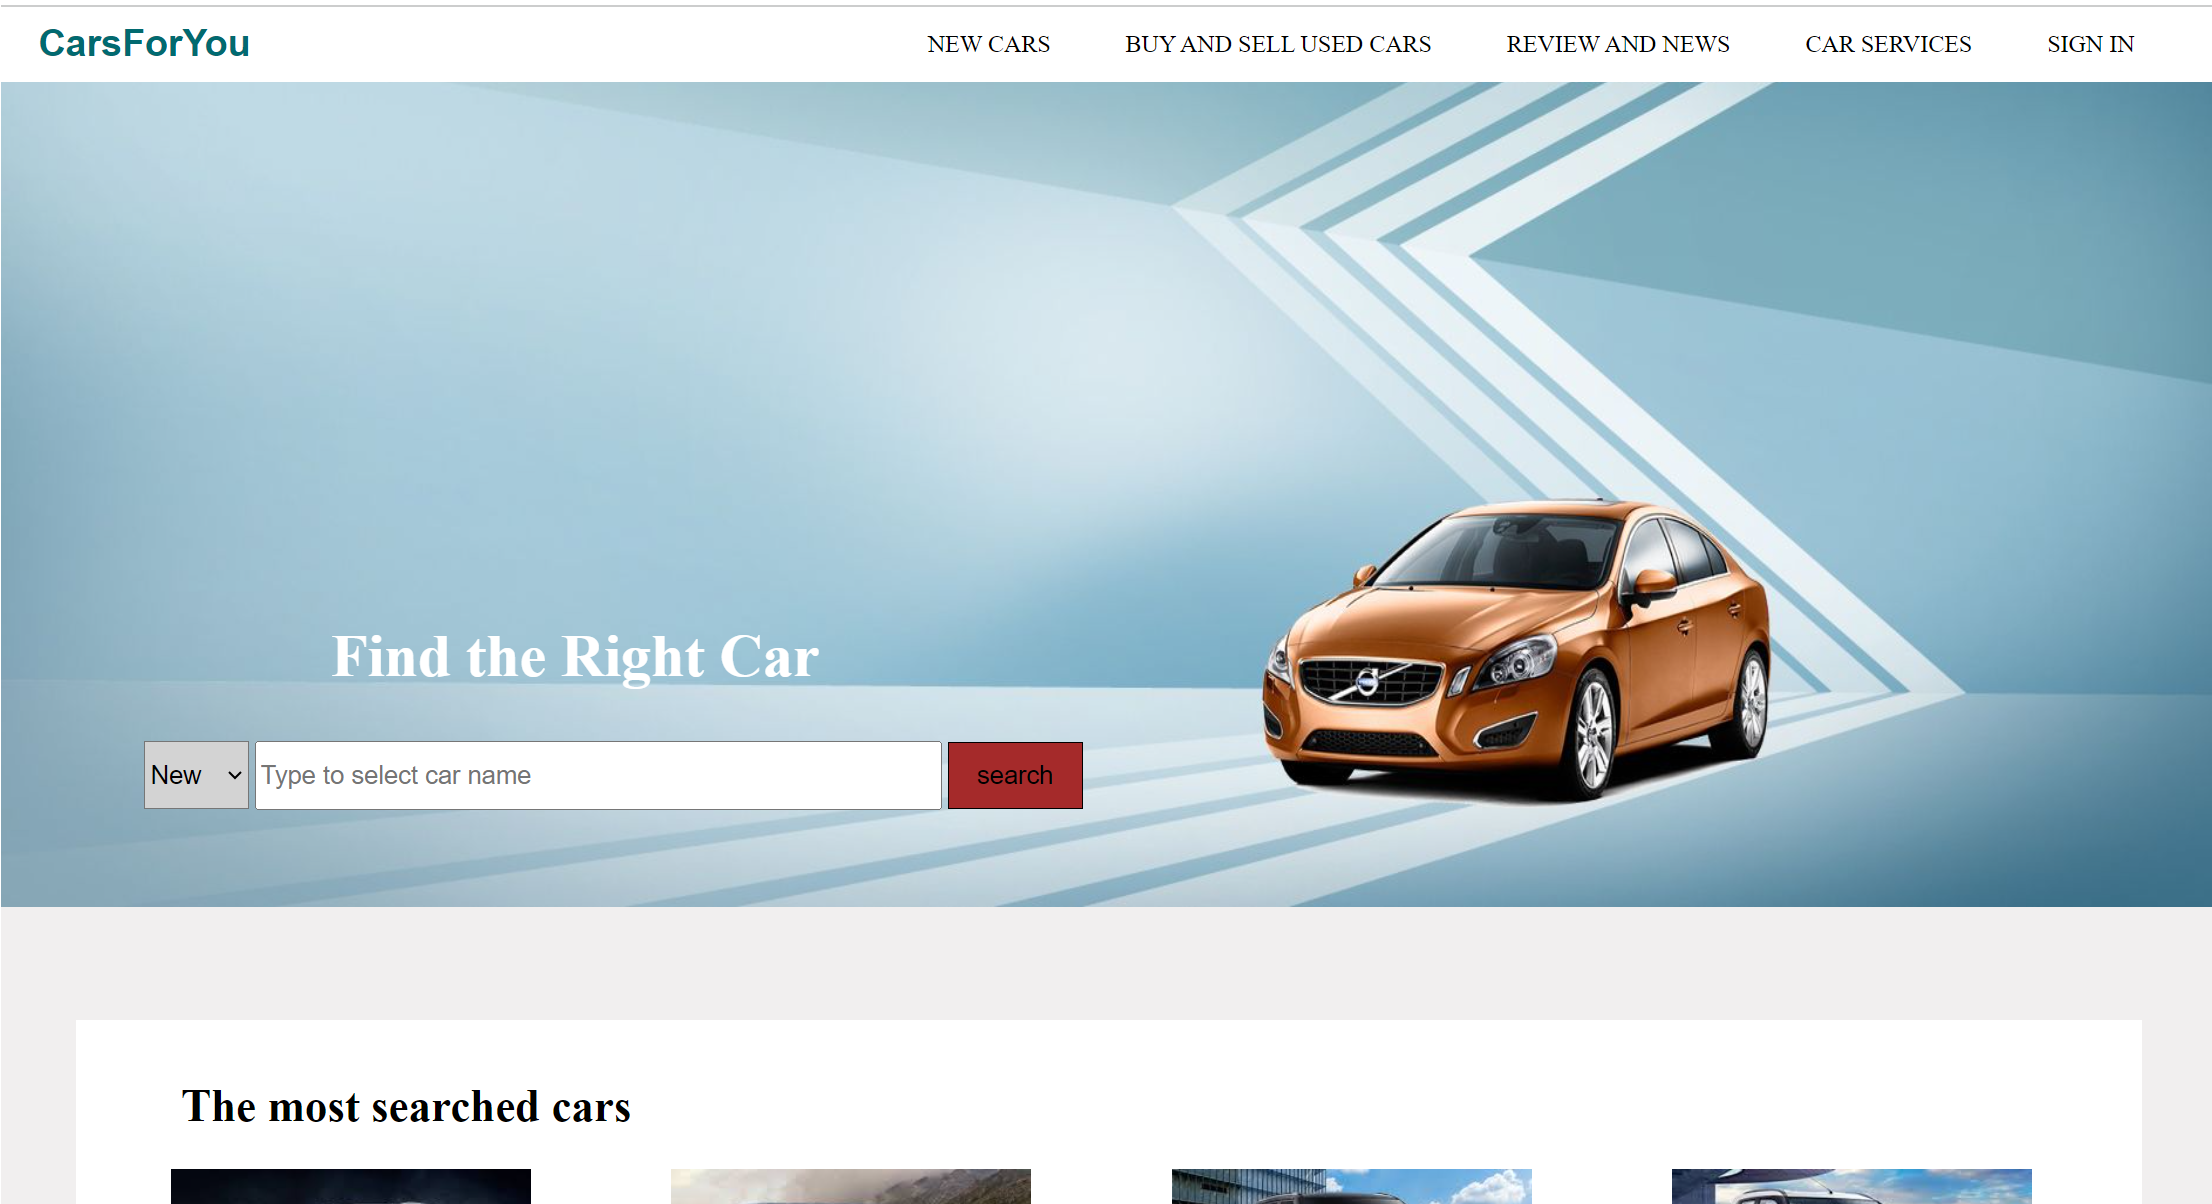 CarsForYou
NEW CARS
BUY AND SELL USED CARS
REVIEW AND NEWS
CAR SERVICES
SIGN IN
Find the Right Car
New
Type to select car name
search
The most searched cars